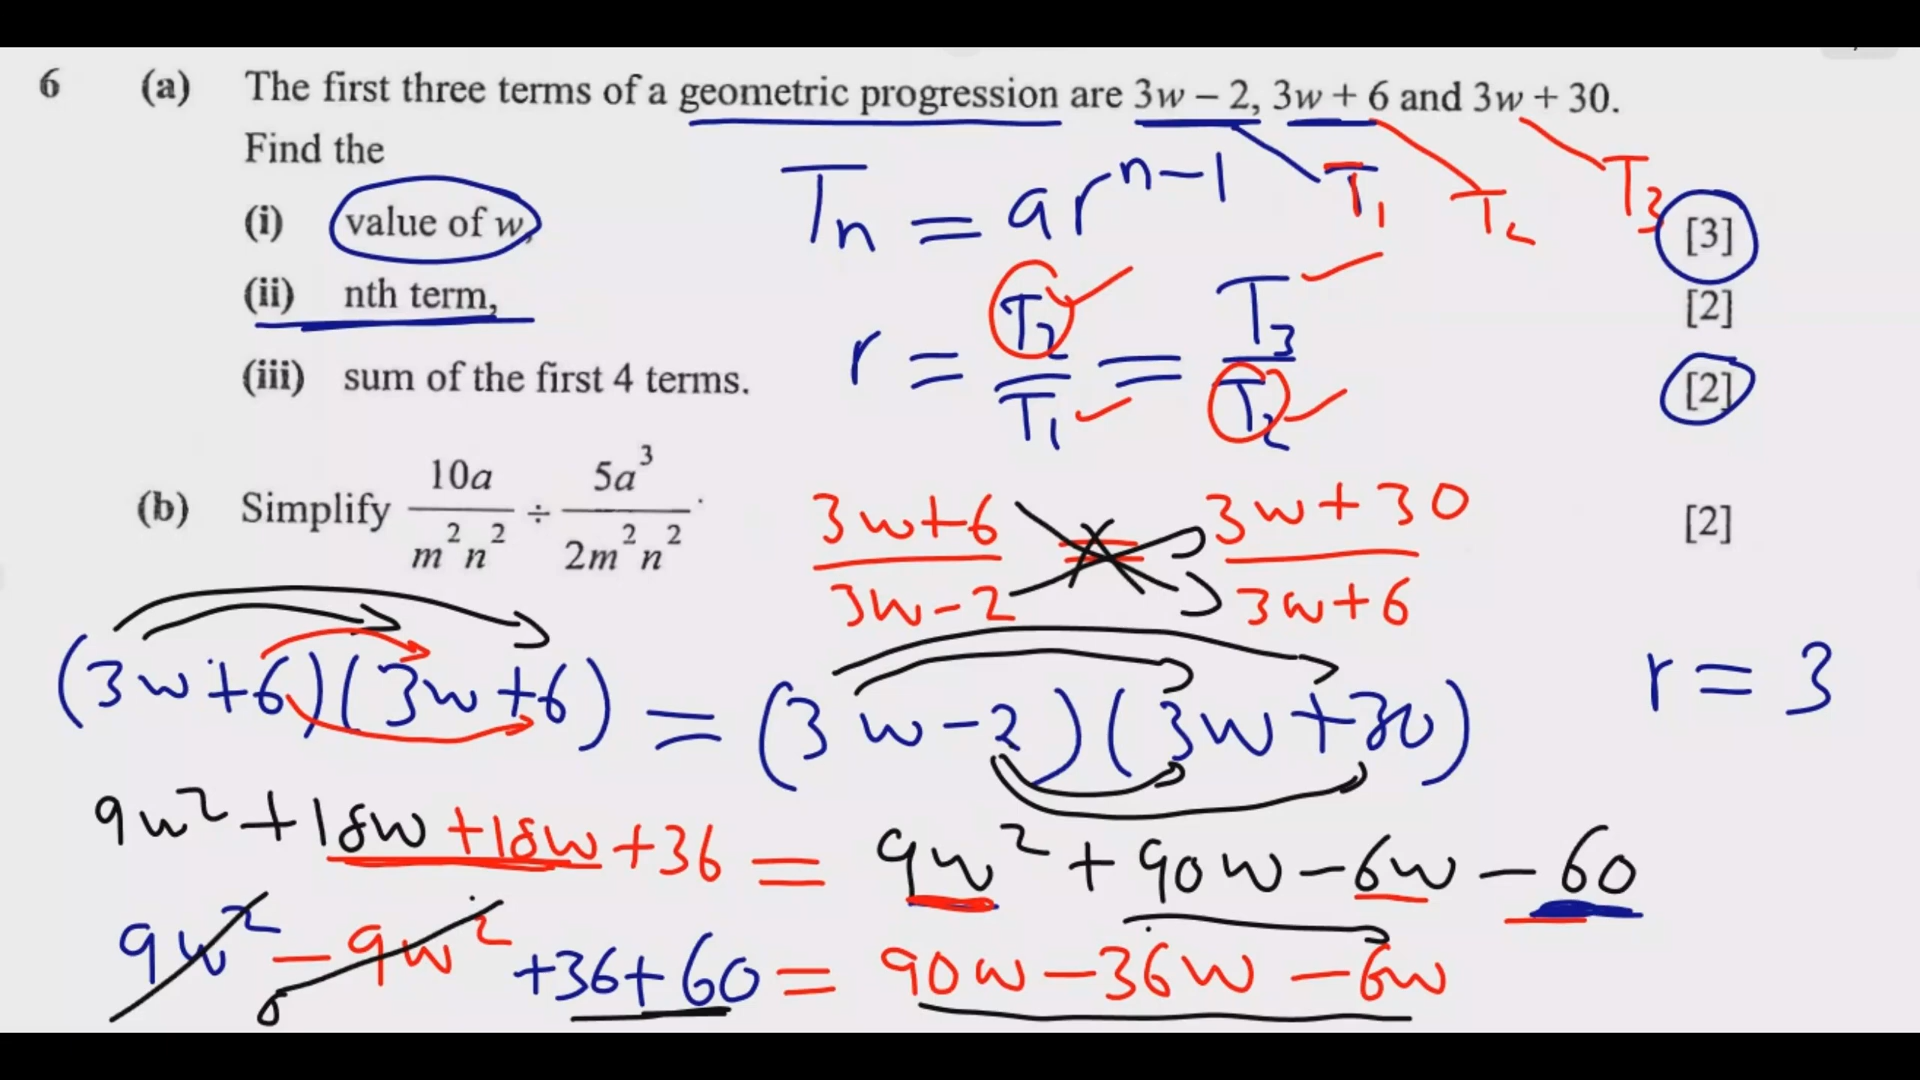 6 (a) The first three terms of a geometric progression are 3w – 2, 3w + 6 and 3w + 30.
Find the
(i) value of w, [3]
(ii) nth term, [2]
(iii) sum of the first 4 terms. [2]
(b) Simplify 10a / m²n² ÷ 5a³ / 2m²n² . [2]
Tn = ar^(n–1)
T1 T2 T3
r = T2/T1 = T3/T2
(3w+6)/(3w–2) = (3w+30)/(3w+6)
(3w+6)(3w+6) = (3w–2)(3w+30)
r = 3
9w² + 18w + 18w + 36 = 9w² + 90w – 6w – 60
9w² – 9w² + 36 + 60 = 90w – 36w – 6w